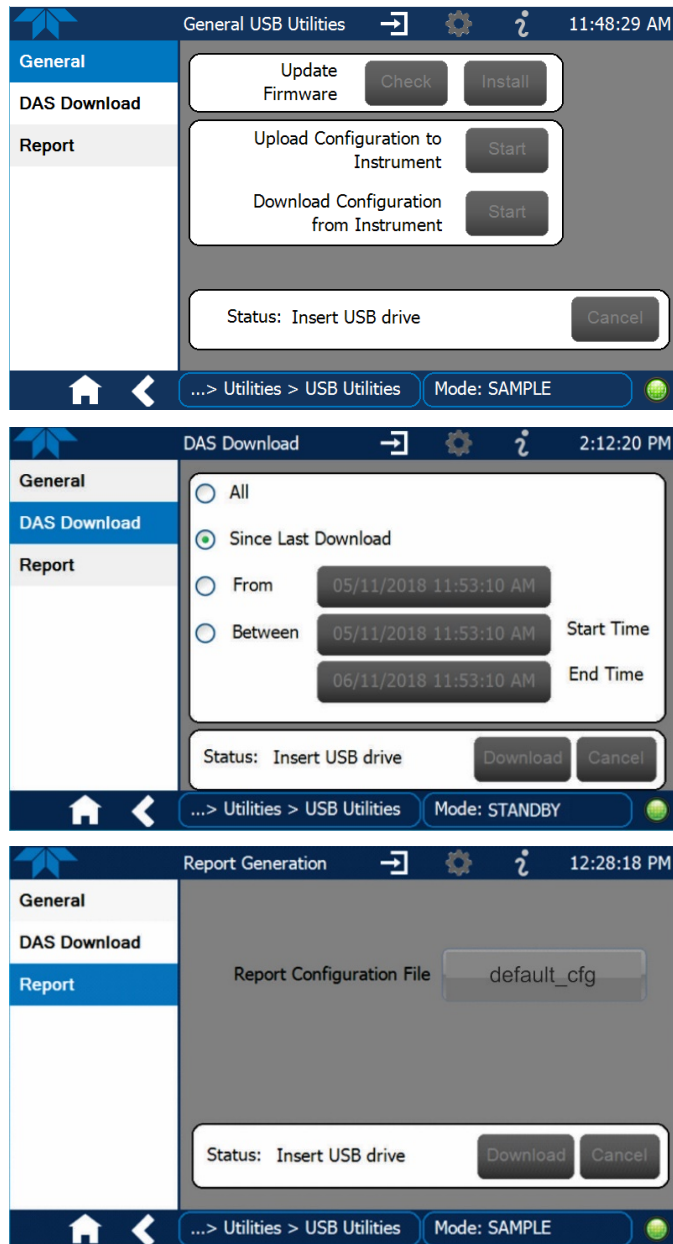 General USB Utilities 11:48:29 AM
General
DAS Download
Report
Update
Firmware
Check
Install
Upload Configuration to
Instrument
Start
Download Configuration
from Instrument
Start
Status: Insert USB drive
Cancel
...> Utilities > USB Utilities Mode: SAMPLE
DAS Download 2:12:20 PM
General
DAS Download
Report
All
Since Last Download
From 05/11/2018 11:53:10 AM
Between 05/11/2018 11:53:10 AM Start Time
06/11/2018 11:53:10 AM End Time
Status: Insert USB drive Download Cancel
...> Utilities > USB Utilities Mode: STANDBY
Report Generation 12:28:18 PM
General
DAS Download
Report
Report Configuration File default_cfg
Status: Insert USB drive Download Cancel
...> Utilities > USB Utilities Mode: SAMPLE